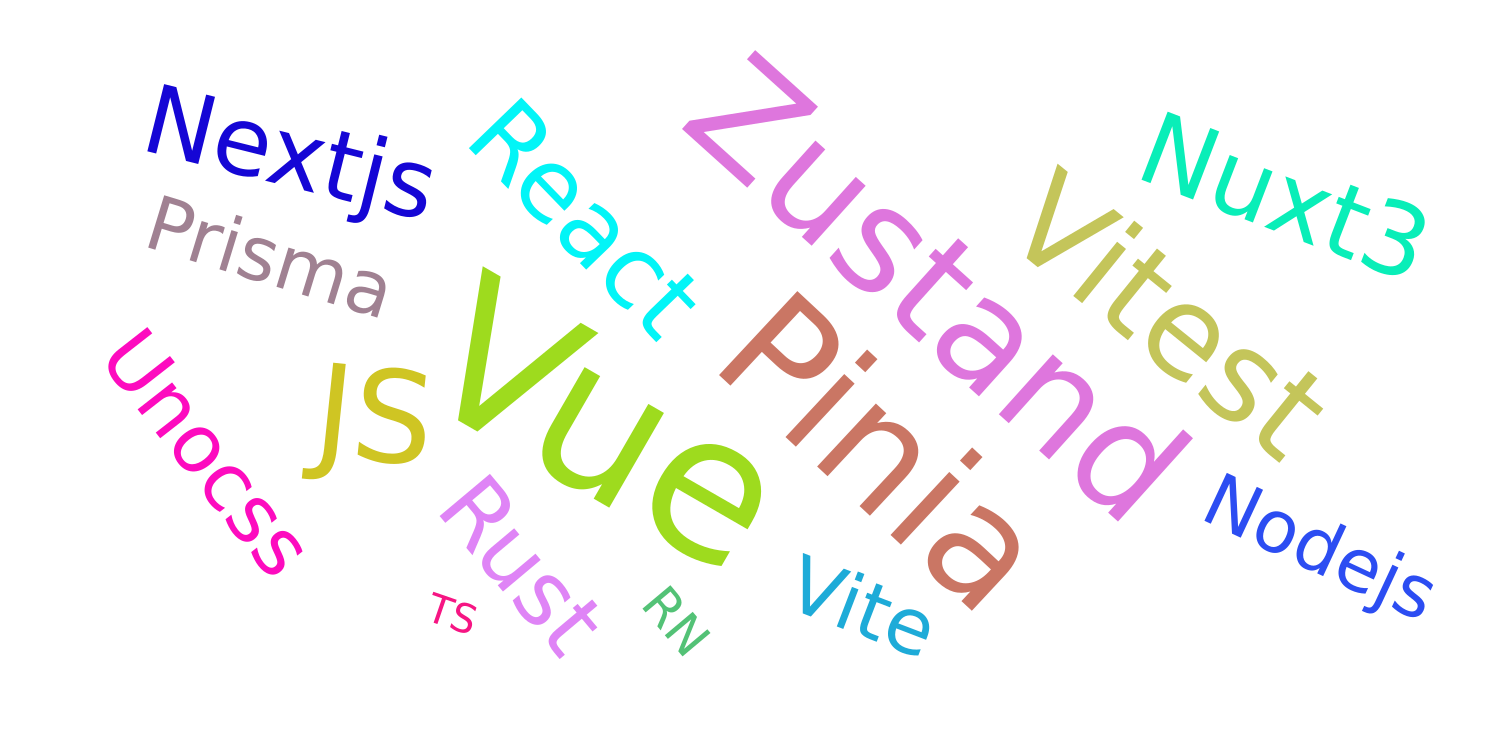 Nextjs
React
Zustand
Nuxt3
Prisma
Vitest
Vue
Pinia
Unocss
JS
Rust
Nodejs
Vite
TS
RN